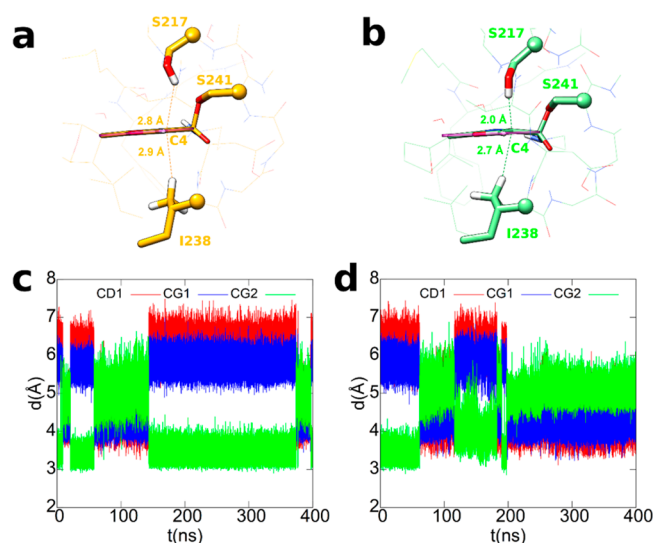 a
S217
S241
2.8 Å
2.9 Å
C4
I238
b
S217
S241
2.0 Å
2.7 Å
C4
I238
c
CD1 CG1 CG2
8
7
6
5
4
3
2
d(Å)
0 100 200 300 400
t(ns)
d
CD1 CG1 CG2
8
7
6
5
4
3
2
d(Å)
0 100 200 300 400
t(ns)